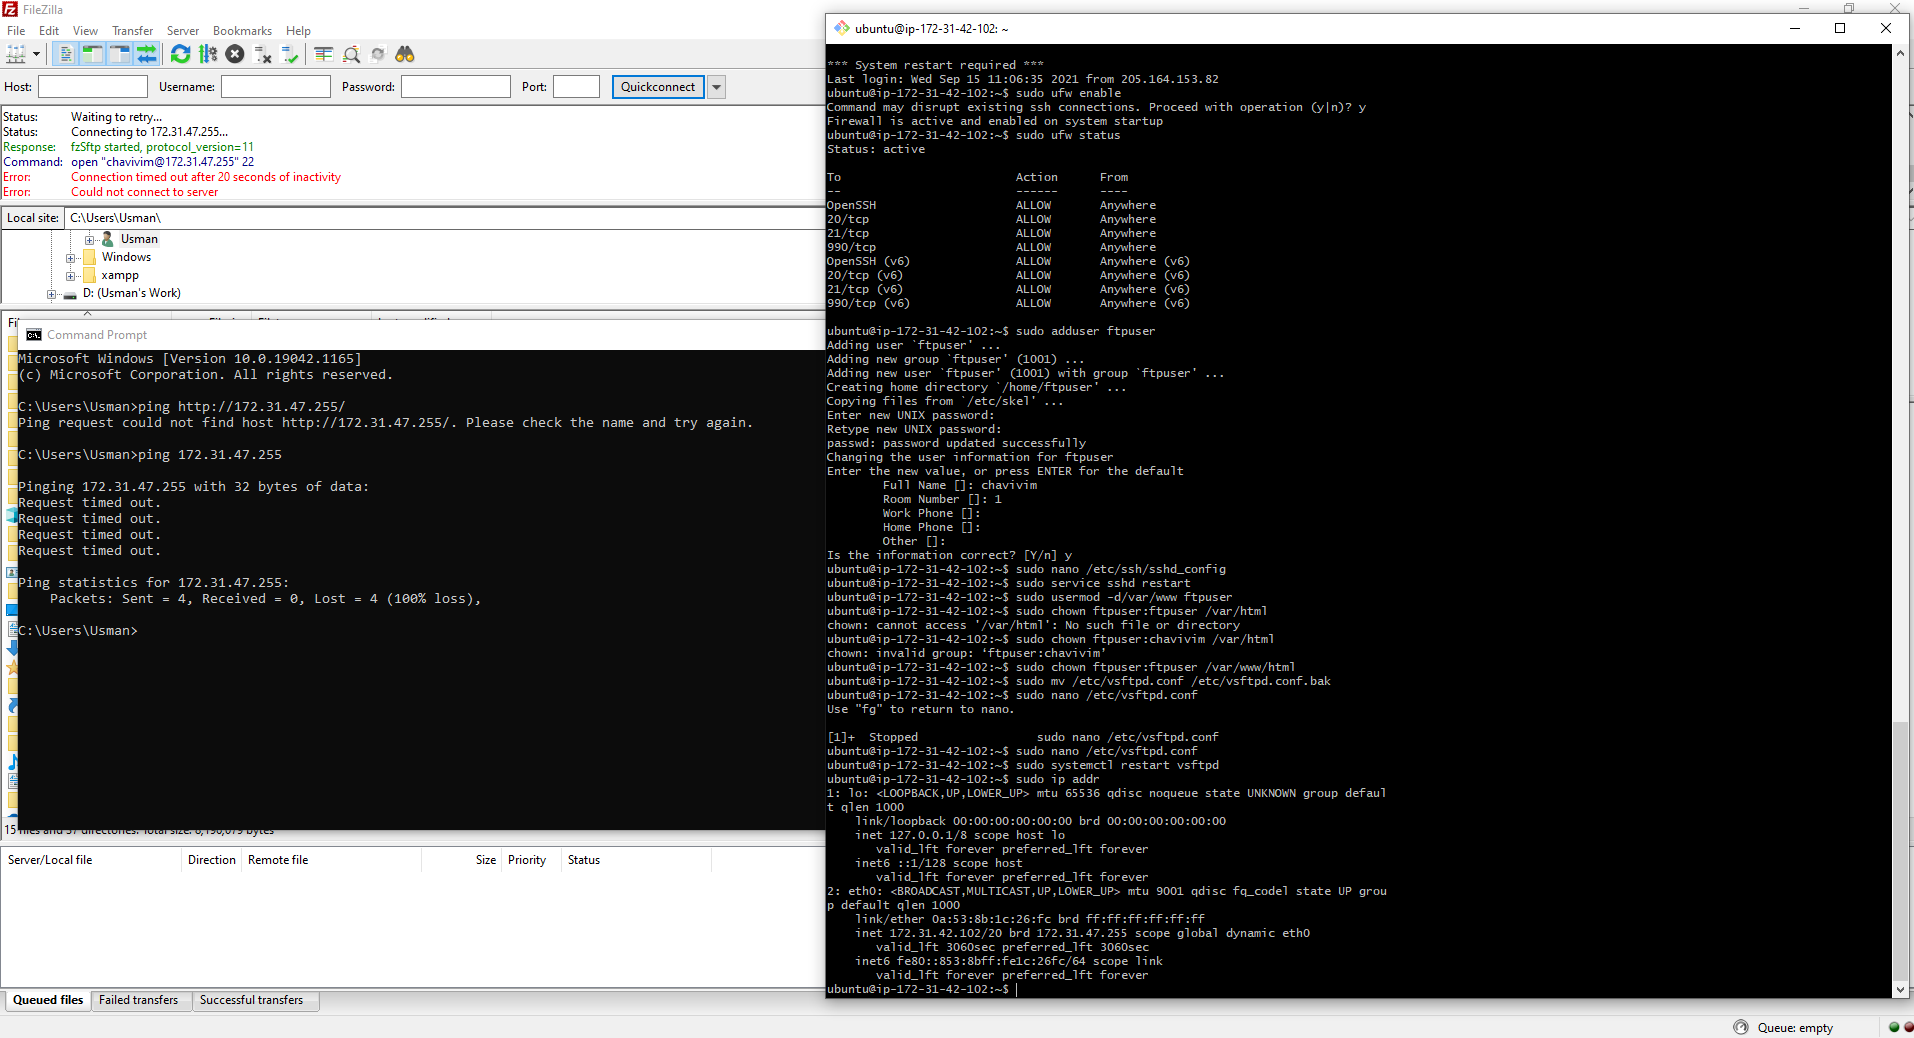 FileZilla
File Edit View Transfer Server Bookmarks Help
Host: Username: Password: Port: Quickconnect
Status: Waiting to retry...
Status: Connecting to 172.31.47.255...
Response: fzSftp started, protocol_version=11
Command: open "chavivim@172.31.47.255" 22
Error: Connection timed out after 20 seconds of inactivity
Error: Could not connect to server
Local site: C:\Users\Usman\
Usman
Windows
xampp
D: (Usman's Work)
Command Prompt
Microsoft Windows [Version 10.0.19042.1165]
(c) Microsoft Corporation. All rights reserved.
C:\Users\Usman>ping http://172.31.47.255/
Ping request could not find host http://172.31.47.255/. Please check the name and try again.
C:\Users\Usman>ping 172.31.47.255
Pinging 172.31.47.255 with 32 bytes of data:
Request timed out.
Request timed out.
Request timed out.
Request timed out.
Ping statistics for 172.31.47.255:
Packets: Sent = 4, Received = 0, Lost = 4 (100% loss),
C:\Users\Usman>
Server/Local file Direction Remote file Size Priority Status
Queued files Failed transfers Successful transfers
Queue: empty
ubuntu@ip-172-31-42-102: ~
*** System restart required ***
Last login: Wed Sep 15 11:06:35 2021 from 205.164.153.82
ubuntu@ip-172-31-42-102:~$ sudo ufw enable
Command may disrupt existing ssh connections. Proceed with operation (y|n)? y
Firewall is active and enabled on system startup
ubuntu@ip-172-31-42-102:~$ sudo ufw status
Status: active
To Action From
-- ------ ----
OpenSSH ALLOW Anywhere
20/tcp ALLOW Anywhere
21/tcp ALLOW Anywhere
990/tcp ALLOW Anywhere
OpenSSH (v6) ALLOW Anywhere (v6)
20/tcp (v6) ALLOW Anywhere (v6)
21/tcp (v6) ALLOW Anywhere (v6)
990/tcp (v6) ALLOW Anywhere (v6)
ubuntu@ip-172-31-42-102:~$ sudo adduser ftpuser
Adding user `ftpuser' ...
Adding new group `ftpuser' (1001) ...
Adding new user `ftpuser' (1001) with group `ftpuser' ...
Creating home directory `/home/ftpuser' ...
Copying files from `/etc/skel' ...
Enter new UNIX password:
Retype new UNIX password:
passwd: password updated successfully
Changing the user information for ftpuser
Enter the new value, or press ENTER for the default
Full Name []: chavivim
Room Number []: 1
Work Phone []:
Home Phone []:
Other []:
Is the information correct? [Y/n] y
ubuntu@ip-172-31-42-102:~$ sudo nano /etc/ssh/sshd_config
ubuntu@ip-172-31-42-102:~$ sudo service sshd restart
ubuntu@ip-172-31-42-102:~$ sudo usermod -d/var/www ftpuser
ubuntu@ip-172-31-42-102:~$ sudo chown ftpuser:ftpuser /var/html
chown: cannot access '/var/html': No such file or directory
ubuntu@ip-172-31-42-102:~$ sudo chown ftpuser:chavivim /var/html
chown: invalid group: ‘ftpuser:chavivim’
ubuntu@ip-172-31-42-102:~$ sudo chown ftpuser:ftpuser /var/www/html
ubuntu@ip-172-31-42-102:~$ sudo mv /etc/vsftpd.conf /etc/vsftpd.conf.bak
ubuntu@ip-172-31-42-102:~$ sudo nano /etc/vsftpd.conf
Use "fg" to return to nano.
[1]+ Stopped sudo nano /etc/vsftpd.conf
ubuntu@ip-172-31-42-102:~$ sudo nano /etc/vsftpd.conf
ubuntu@ip-172-31-42-102:~$ sudo systemctl restart vsftpd
ubuntu@ip-172-31-42-102:~$ sudo ip addr
1: lo: <LOOPBACK,UP,LOWER_UP> mtu 65536 qdisc noqueue state UNKNOWN group defaul
t qlen 1000
link/loopback 00:00:00:00:00:00 brd 00:00:00:00:00:00
inet 127.0.0.1/8 scope host lo
valid_lft forever preferred_lft forever
inet6 ::1/128 scope host
valid_lft forever preferred_lft forever
2: eth0: <BROADCAST,MULTICAST,UP,LOWER_UP> mtu 9001 qdisc fq_codel state UP grou
p default qlen 1000
link/ether 0a:53:8b:1c:26:fc brd ff:ff:ff:ff:ff:ff
inet 172.31.42.102/20 brd 172.31.47.255 scope global dynamic eth0
valid_lft 3060sec preferred_lft 3060sec
inet6 fe80::853:8bff:fe1c:26fc/64 scope link
valid_lft forever preferred_lft forever
ubuntu@ip-172-31-42-102:~$